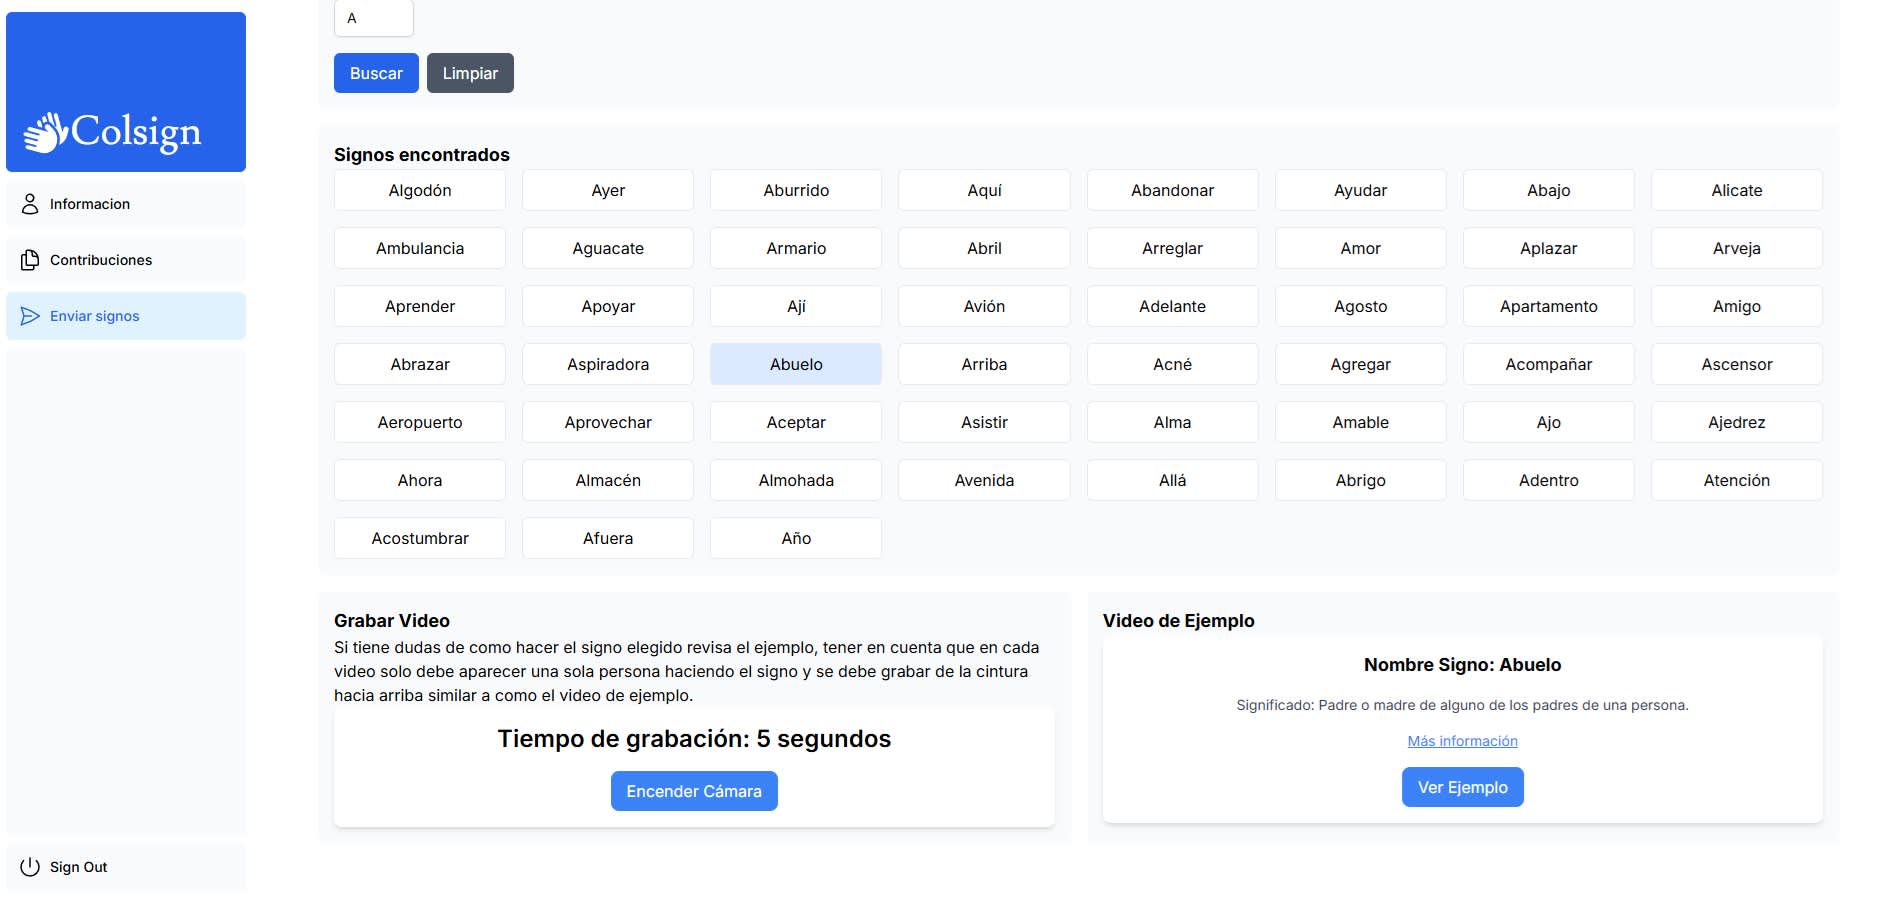 A
Buscar Limpiar
Colsign
Informacion
Contribuciones
Enviar signos
Sign Out
Signos encontrados
Algodón Ayer Aburrido Aquí Abandonar Ayudar Abajo Alicate
Ambulancia Aguacate Armario Abril Arreglar Amor Aplazar Arveja
Aprender Apoyar Ají Avión Adelante Agosto Apartamento Amigo
Abrazar Aspiradora Abuelo Arriba Acné Agregar Acompañar Ascensor
Aeropuerto Aprovechar Aceptar Asistir Alma Amable Ajo Ajedrez
Ahora Almacén Almohada Avenida Allá Abrigo Adentro Atención
Acostumbrar Afuera Año
Grabar Video
Si tiene dudas de como hacer el signo elegido revisa el ejemplo, tener en cuenta que en cada
video solo debe aparecer una sola persona haciendo el signo y se debe grabar de la cintura
hacia arriba similar a como el video de ejemplo.
Tiempo de grabación: 5 segundos
Encender Cámara
Video de Ejemplo
Nombre Signo: Abuelo
Significado: Padre o madre de alguno de los padres de una persona.
Más información
Ver Ejemplo